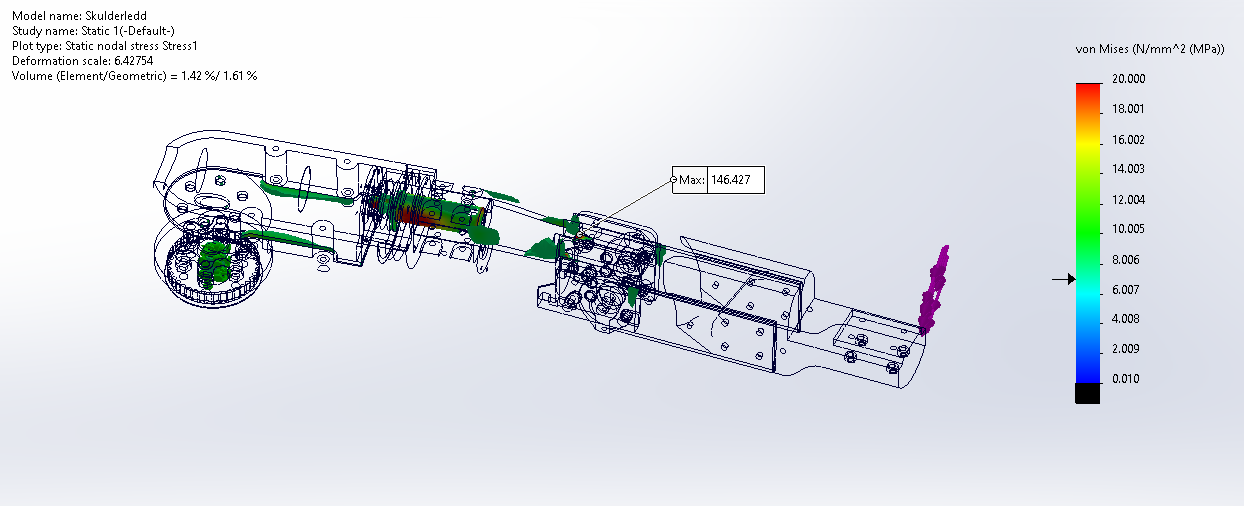 Model name: Skulderledd
Study name: Static 1(-Default-)
Plot type: Static nodal stress Stress1
Deformation scale: 6.42754
Volume (Element/Geometric) = 1.42 %/ 1.61 %
von Mises (N/mm^2 (MPa))
20.000
18.001
16.002
14.003
12.004
10.005
8.006
6.007
4.008
2.009
0.010
Max: 146.427